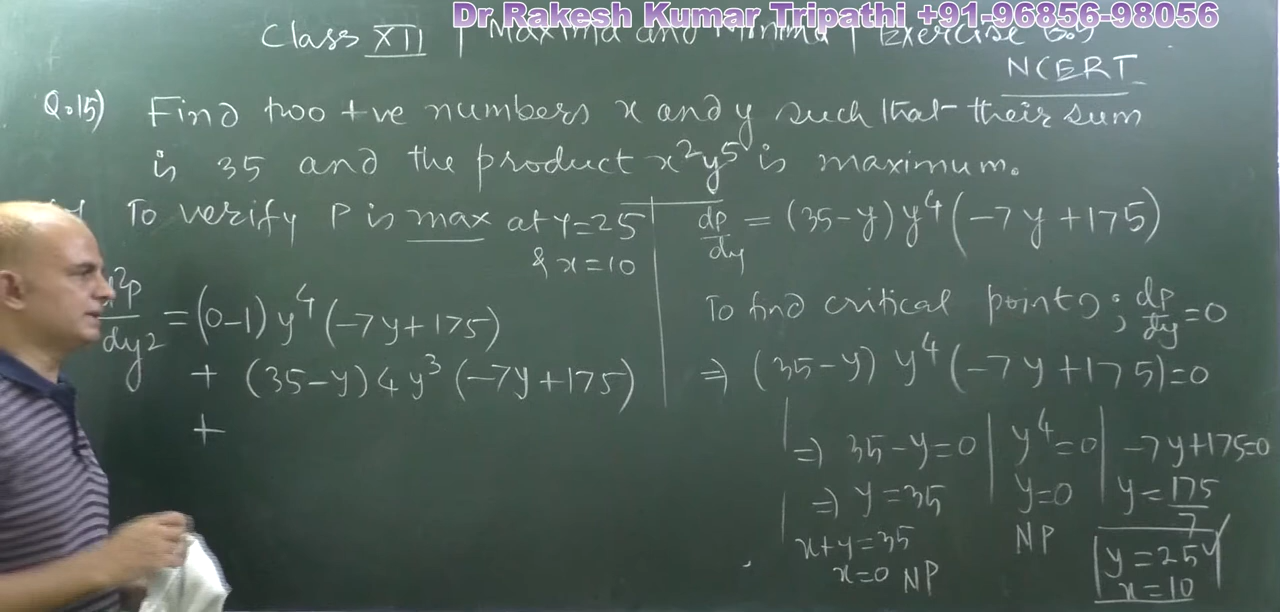 Dr Rakesh Kumar Tripathi +91-96856-98056
Class XII | Maxima and Minima | Exercise 6.5
NCERT
Q.15) Find two +ve numbers x and y such that their sum
is 35 and the product x²y⁵ is maximum.
To verify P is max at y=25
& x=10
d²p/dy² = (0-1) y⁴ (-7y+175)
+ (35-y) 4y³ (-7y+175)
+
dp/dy = (35-y) y⁴ (-7y+175)
To find critical points; dp/dy = 0
⇒ (35-y) y⁴ (-7y+175)=0
⇒ 35-y=0 | y⁴=0 | -7y+175=0
⇒ y=35 | y=0 | y=175/7
x+y=35 NP y=25
x=0 NP x=10